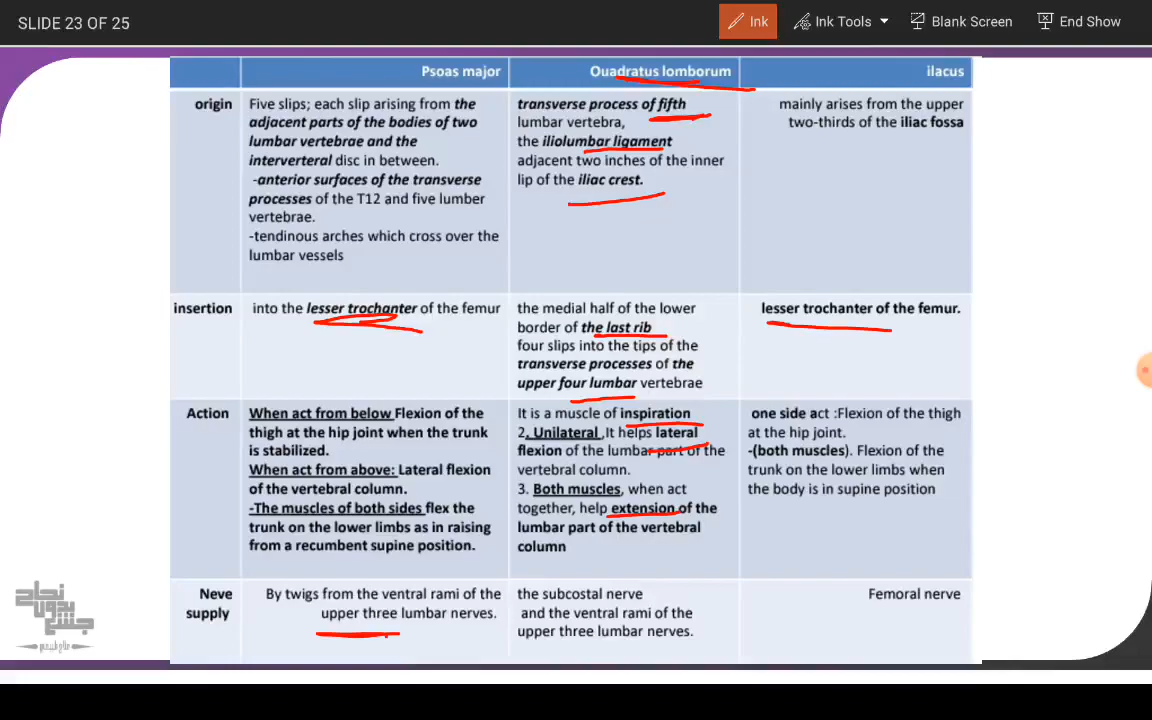 SLIDE 23 OF 25
Ink
Ink Tools
Blank Screen
End Show
Psoas major
Ouadratus lomborum
ilacus
origin
Five slips; each slip arising from the
adjacent parts of the bodies of two
lumbar vertebrae and the
interverteral disc in between.
-anterior surfaces of the transverse
processes of the T12 and five lumber
vertebrae.
-tendinous arches which cross over the
lumbar vessels
transverse process of fifth
lumbar vertebra,
the iliolumbar ligament
adjacent two inches of the inner
lip of the iliac crest.
mainly arises from the upper
two-thirds of the iliac fossa
insertion
into the lesser trochanter of the femur
the medial half of the lower
border of the last rib
four slips into the tips of the
transverse processes of the
upper four lumbar vertebrae
lesser trochanter of the femur.
Action
When act from below Flexion of the
thigh at the hip joint when the trunk
is stabilized.
When act from above: Lateral flexion
of the vertebral column.
-The muscles of both sides flex the
trunk on the lower limbs as in raising
from a recumbent supine position.
It is a muscle of inspiration
2. Unilateral ,It helps lateral
flexion of the lumbar part of the
vertebral column.
3. Both muscles, when act
together, help extension of the
lumbar part of the vertebral
column
one side act :Flexion of the thigh
at the hip joint.
-(both muscles). Flexion of the
trunk on the lower limbs when
the body is in supine position
Neve
supply
By twigs from the ventral rami of the
upper three lumbar nerves.
the subcostal nerve
and the ventral rami of the
upper three lumbar nerves.
Femoral nerve